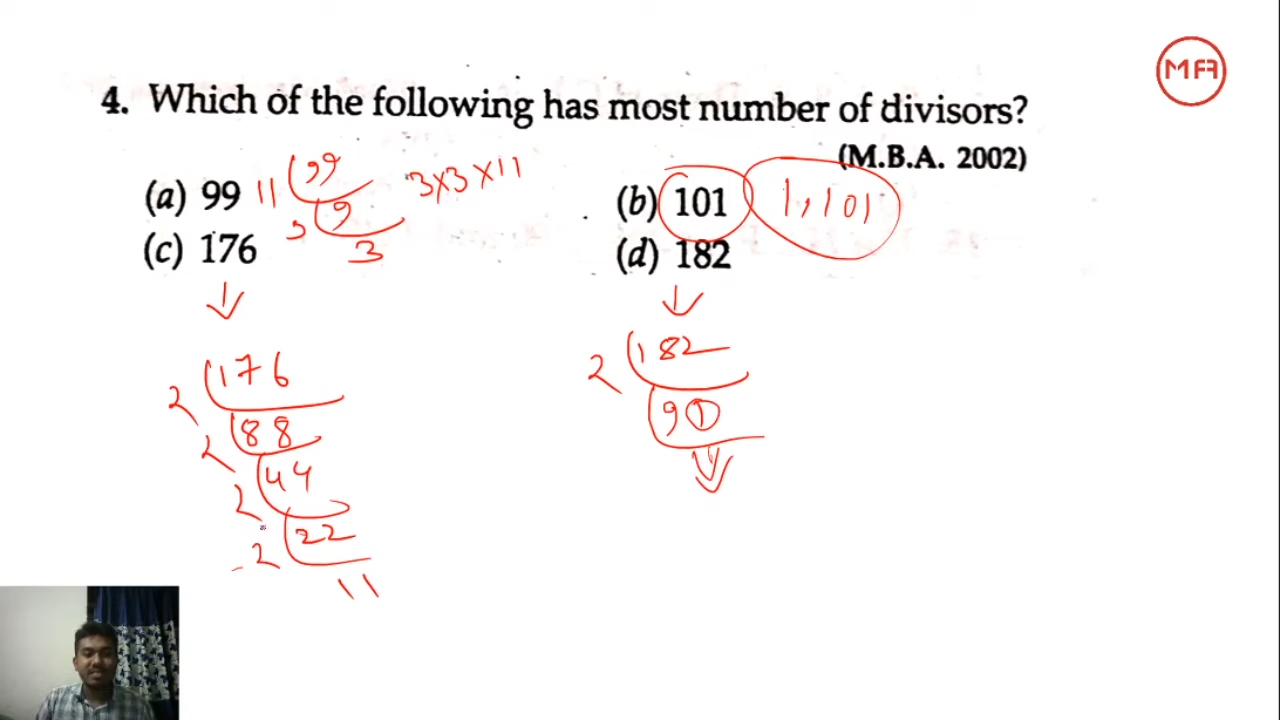 MFA
4. Which of the following has most number of divisors?
(M.B.A. 2002)
(a) 99
11 99
3 9
3
3×3×11
(b) 101
1, 101
(c) 176
(d) 182
2 176
2 88
2 44
2 22
11
2 182
91